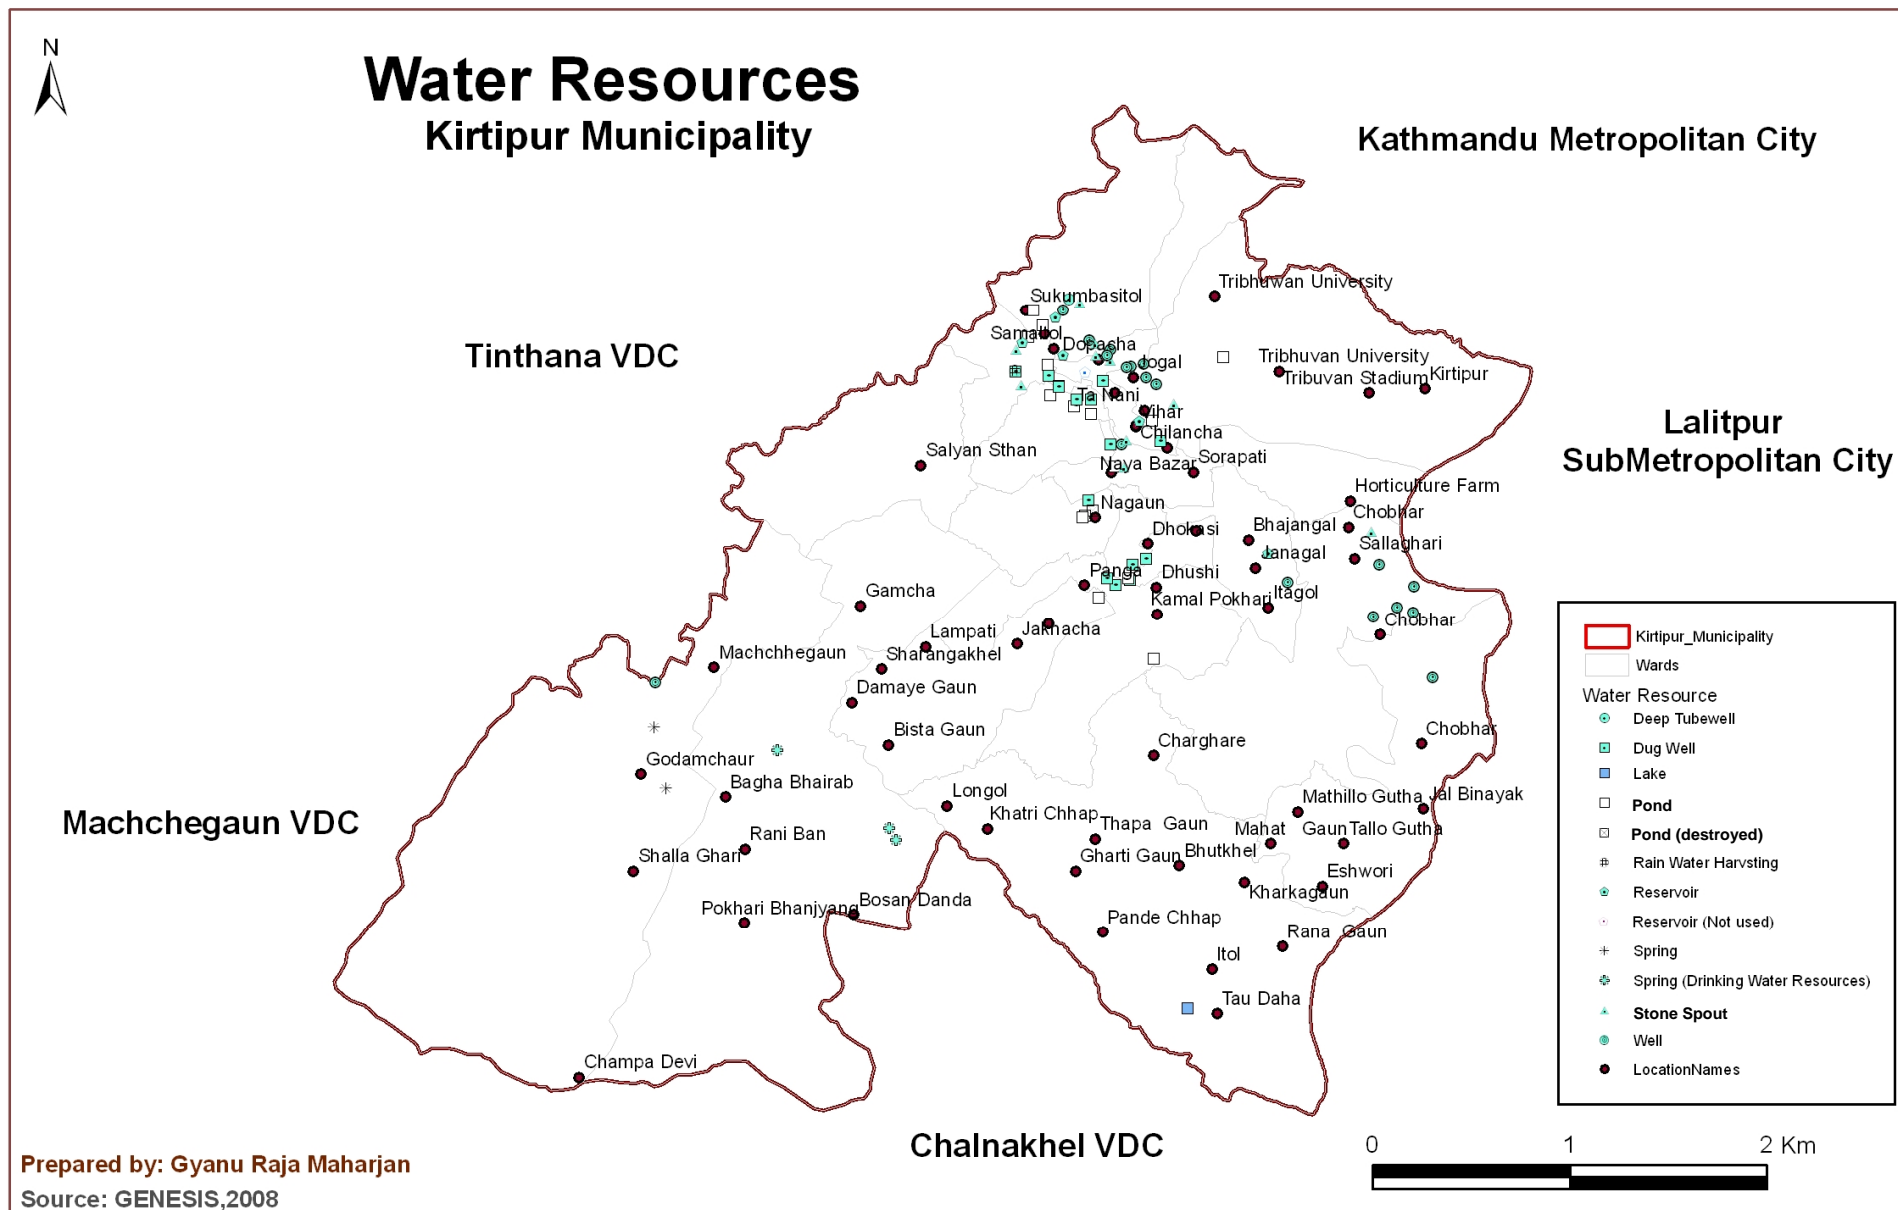 N
Water Resources
Kirtipur Municipality
Kathmandu Metropolitan City
Tinthana VDC
Lalitpur
SubMetropolitan City
Machchegaun VDC
Chalnakhel VDC
Tribhuwan University
Sukumbasitol
Samaltol
Dopacha
Jogal
Tribhuvan University
Tribuvan Stadium
Kirtipur
Ta Nani
Vihar
Chilancha
Salyan Sthan
Naya Bazar
Sorapati
Horticulture Farm
Nagaun
Chobhar
Dhokasi
Bhajangal
Sallaghari
Janagal
Panga
Dhushi
Gamcha
Kamal Pokhari
Itagol
Chobhar
Lampati
Jakhacha
Machchhegaun
Sharangakhel
Damaye Gaun
Bista Gaun
Chobhar
Charghare
Godamchaur
Bagha Bhairab
Longol
Mathillo Gutha
Jal Binayak
Khatri Chhap
Thapa Gaun
Mahat Gaun
Tallo Gutha
Rani Ban
Shalla Ghari
Gharti Gaun
Bhutkhel
Eshwori
Kharkagaun
Pokhari Bhanjyang
Bosan Danda
Pande Chhap
Rana Gaun
Itol
Tau Daha
Champa Devi
Kirtipur_Municipality
Wards
Water Resource
Deep Tubewell
Dug Well
Lake
Pond
Pond (destroyed)
Rain Water Harvsting
Reservoir
Reservoir (Not used)
Spring
Spring (Drinking Water Resources)
Stone Spout
Well
LocationNames
0 1 2 Km
Prepared by: Gyanu Raja Maharjan
Source: GENESIS,2008